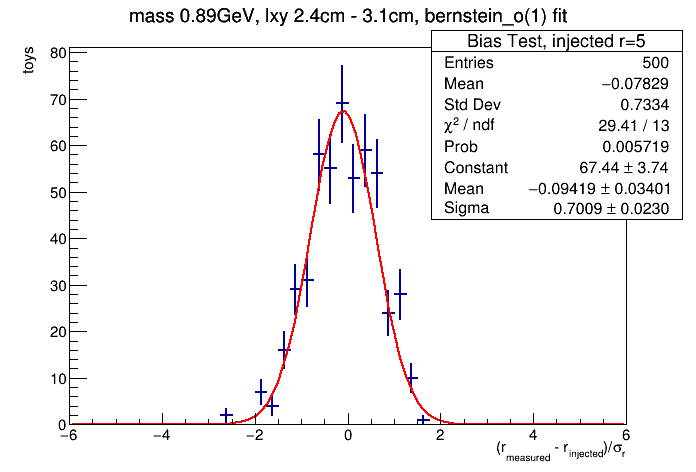 mass 0.89GeV, lxy 2.4cm - 3.1cm, bernstein_o(1) fit
Bias Test, injected r=5
Entries 500
Mean −0.07829
Std Dev 0.7334
χ² / ndf 29.41 / 13
Prob 0.005719
Constant 67.44 ± 3.74
Mean −0.09419 ± 0.03401
Sigma 0.7009 ± 0.0230
toys
80
70
60
50
40
30
20
10
0
−6 −4 −2 0 2 4 6
(r_measured - r_injected)/σ_r